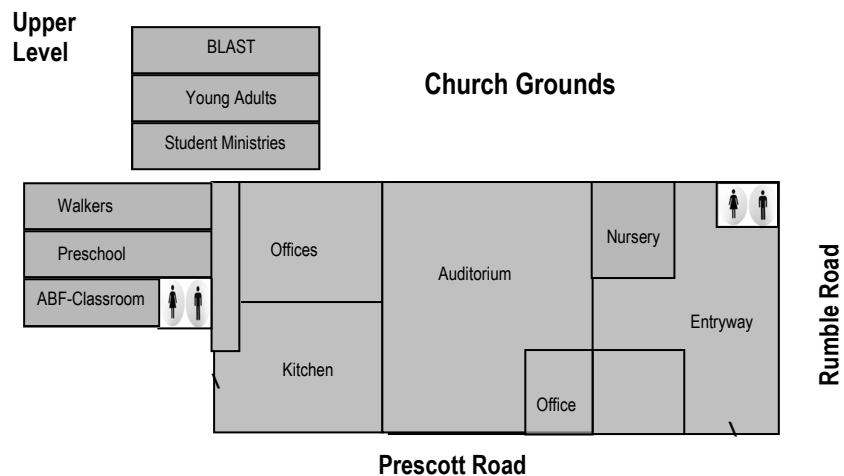 Upper
Level
BLAST
Young Adults
Student Ministries
Church Grounds
Walkers
Preschool
ABF-Classroom
Offices
Kitchen
Auditorium
Nursery
Entryway
Office
Rumble Road
Prescott Road